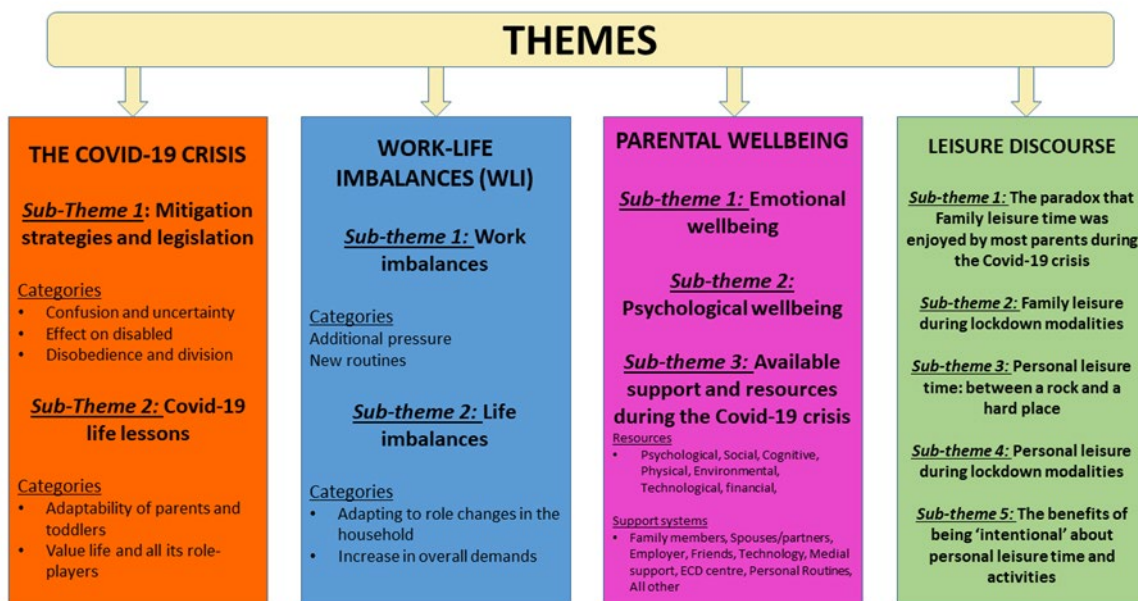 THEMES
THE COVID-19 CRISIS
Sub-Theme 1: Mitigation
strategies and legislation
Categories
• Confusion and uncertainty
• Effect on disabled
• Disobedience and division
Sub-Theme 2: Covid-19
life lessons
Categories
• Adaptability of parents and
toddlers
• Value life and all its role-
players
WORK-LIFE
IMBALANCES (WLI)
Sub-theme 1: Work
imbalances
Categories
Additional pressure
New routines
Sub-theme 2: Life
imbalances
Categories
• Adapting to role changes in the
household
• Increase in overall demands
PARENTAL WELLBEING
Sub-theme 1: Emotional
wellbeing
Sub-theme 2:
Psychological wellbeing
Sub-theme 3: Available
support and resources
during the Covid-19 crisis
Resources
• Psychological, Social, Cognitive,
Physical, Environmental,
Technological, financial,
Support systems
• Family members, Spouses/partners,
Employer, Friends, Technology, Medial
support, ECD centre, Personal Routines,
All other
LEISURE DISCOURSE
Sub-theme 1: The paradox that
Family leisure time was
enjoyed by most parents during
the Covid-19 crisis
Sub-theme 2: Family leisure
during lockdown modalities
Sub-theme 3: Personal leisure
time: between a rock and a
hard place
Sub-theme 4: Personal leisure
during lockdown modalities
Sub-theme 5: The benefits of
being ‘intentional’ about
personal leisure time and
activities